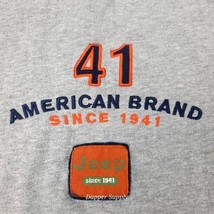 41
AMERICAN BRAND
SINCE 1941
Jeep
since 1941
Dapper Supply